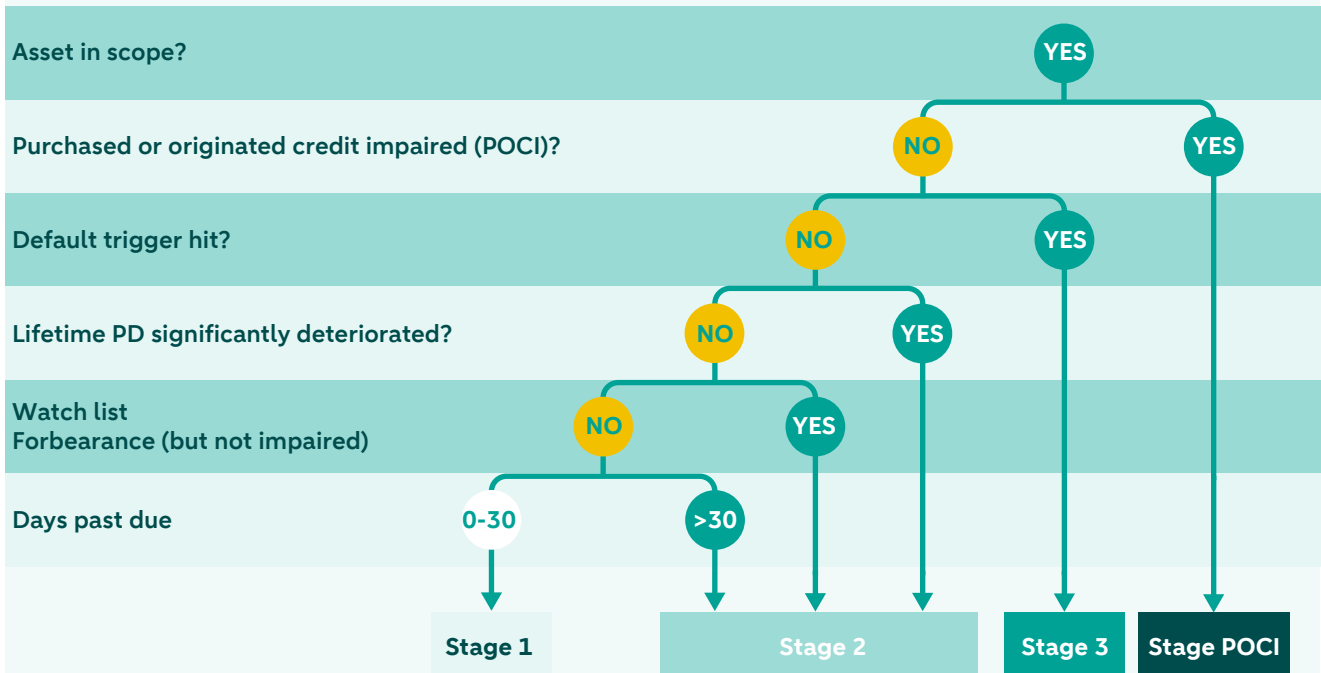 Asset in scope?
YES
Purchased or originated credit impaired (POCI)?
NO
YES
Default trigger hit?
NO
YES
Lifetime PD significantly deteriorated?
NO
YES
Watch list
Forbearance (but not impaired)
NO
YES
Days past due
0-30
>30
Stage 1
Stage 2
Stage 3
Stage POCI